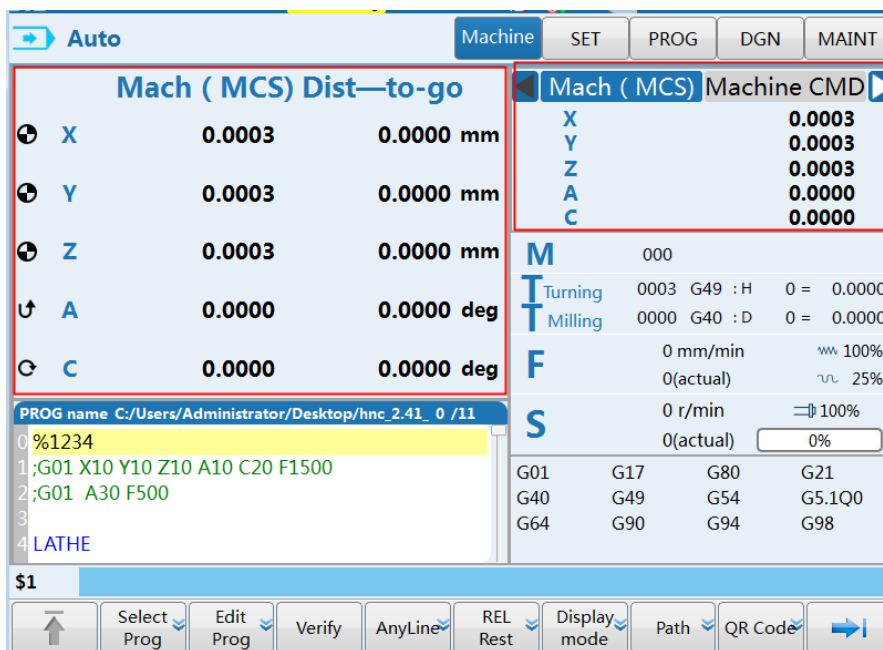 Auto
Machine SET PROG DGN MAINT
Mach ( MCS) Dist—to-go
X 0.0003 0.0000 mm
Y 0.0003 0.0000 mm
Z 0.0003 0.0000 mm
A 0.0000 0.0000 deg
C 0.0000 0.0000 deg
Mach ( MCS) Machine CMD
X 0.0003
Y 0.0003
Z 0.0003
A 0.0000
C 0.0000
M 000
T Turning 0003 G49 : H 0 = 0.0000
T Milling 0000 G40 : D 0 = 0.0000
F 0 mm/min 100%
0(actual) 25%
S 0 r/min 100%
0(actual) 0%
G01 G17 G80 G21
G40 G49 G54 G5.1Q0
G64 G90 G94 G98
PROG name C:/Users/Administrator/Desktop/hnc_2.41_ 0 /11
0 %1234
1 ;G01 X10 Y10 Z10 A10 C20 F1500
2 ;G01 A30 F500
3
4 LATHE
$1
Select Prog
Edit Prog
Verify
AnyLine
REL Rest
Display mode
Path
QR Code